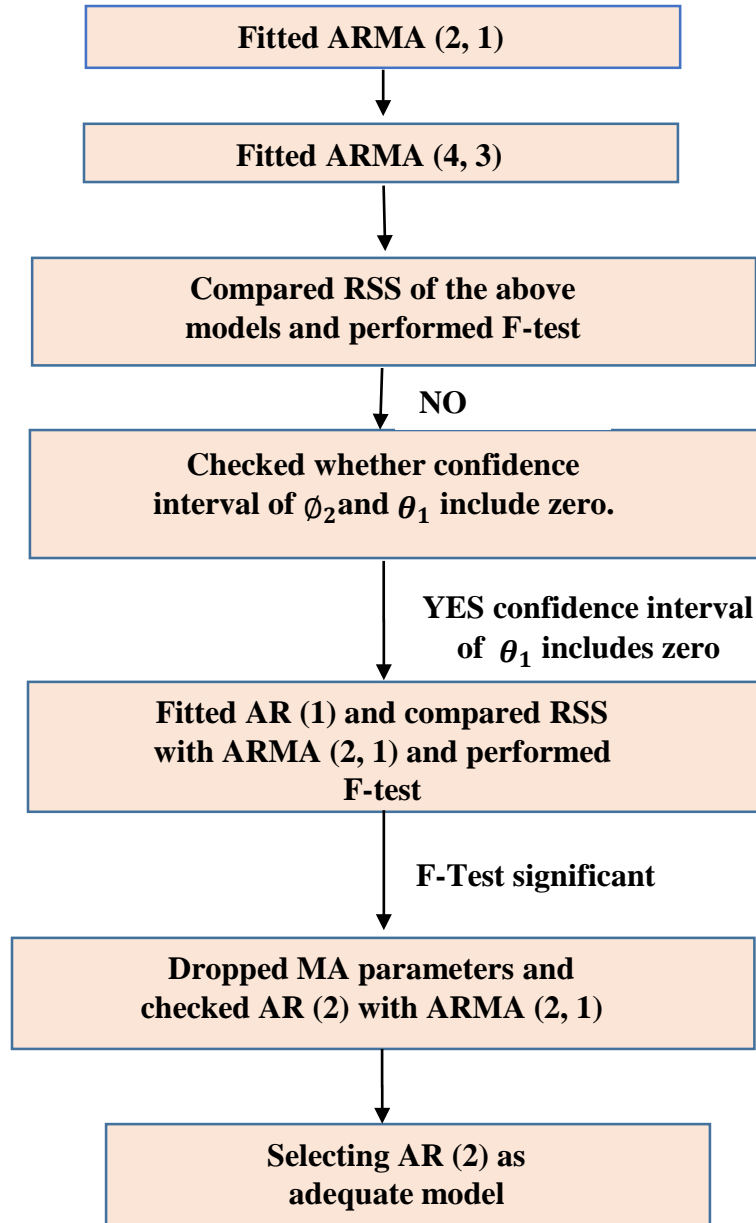 Fitted ARMA (2, 1)
Fitted ARMA (4, 3)
Compared RSS of the above
models and performed F-test
NO
Checked whether confidence
interval of ∅₂and θ₁ include zero.
YES confidence interval
of θ₁ includes zero
Fitted AR (1) and compared RSS
with ARMA (2, 1) and performed
F-test
F-Test significant
Dropped MA parameters and
checked AR (2) with ARMA (2, 1)
Selecting AR (2) as
adequate model